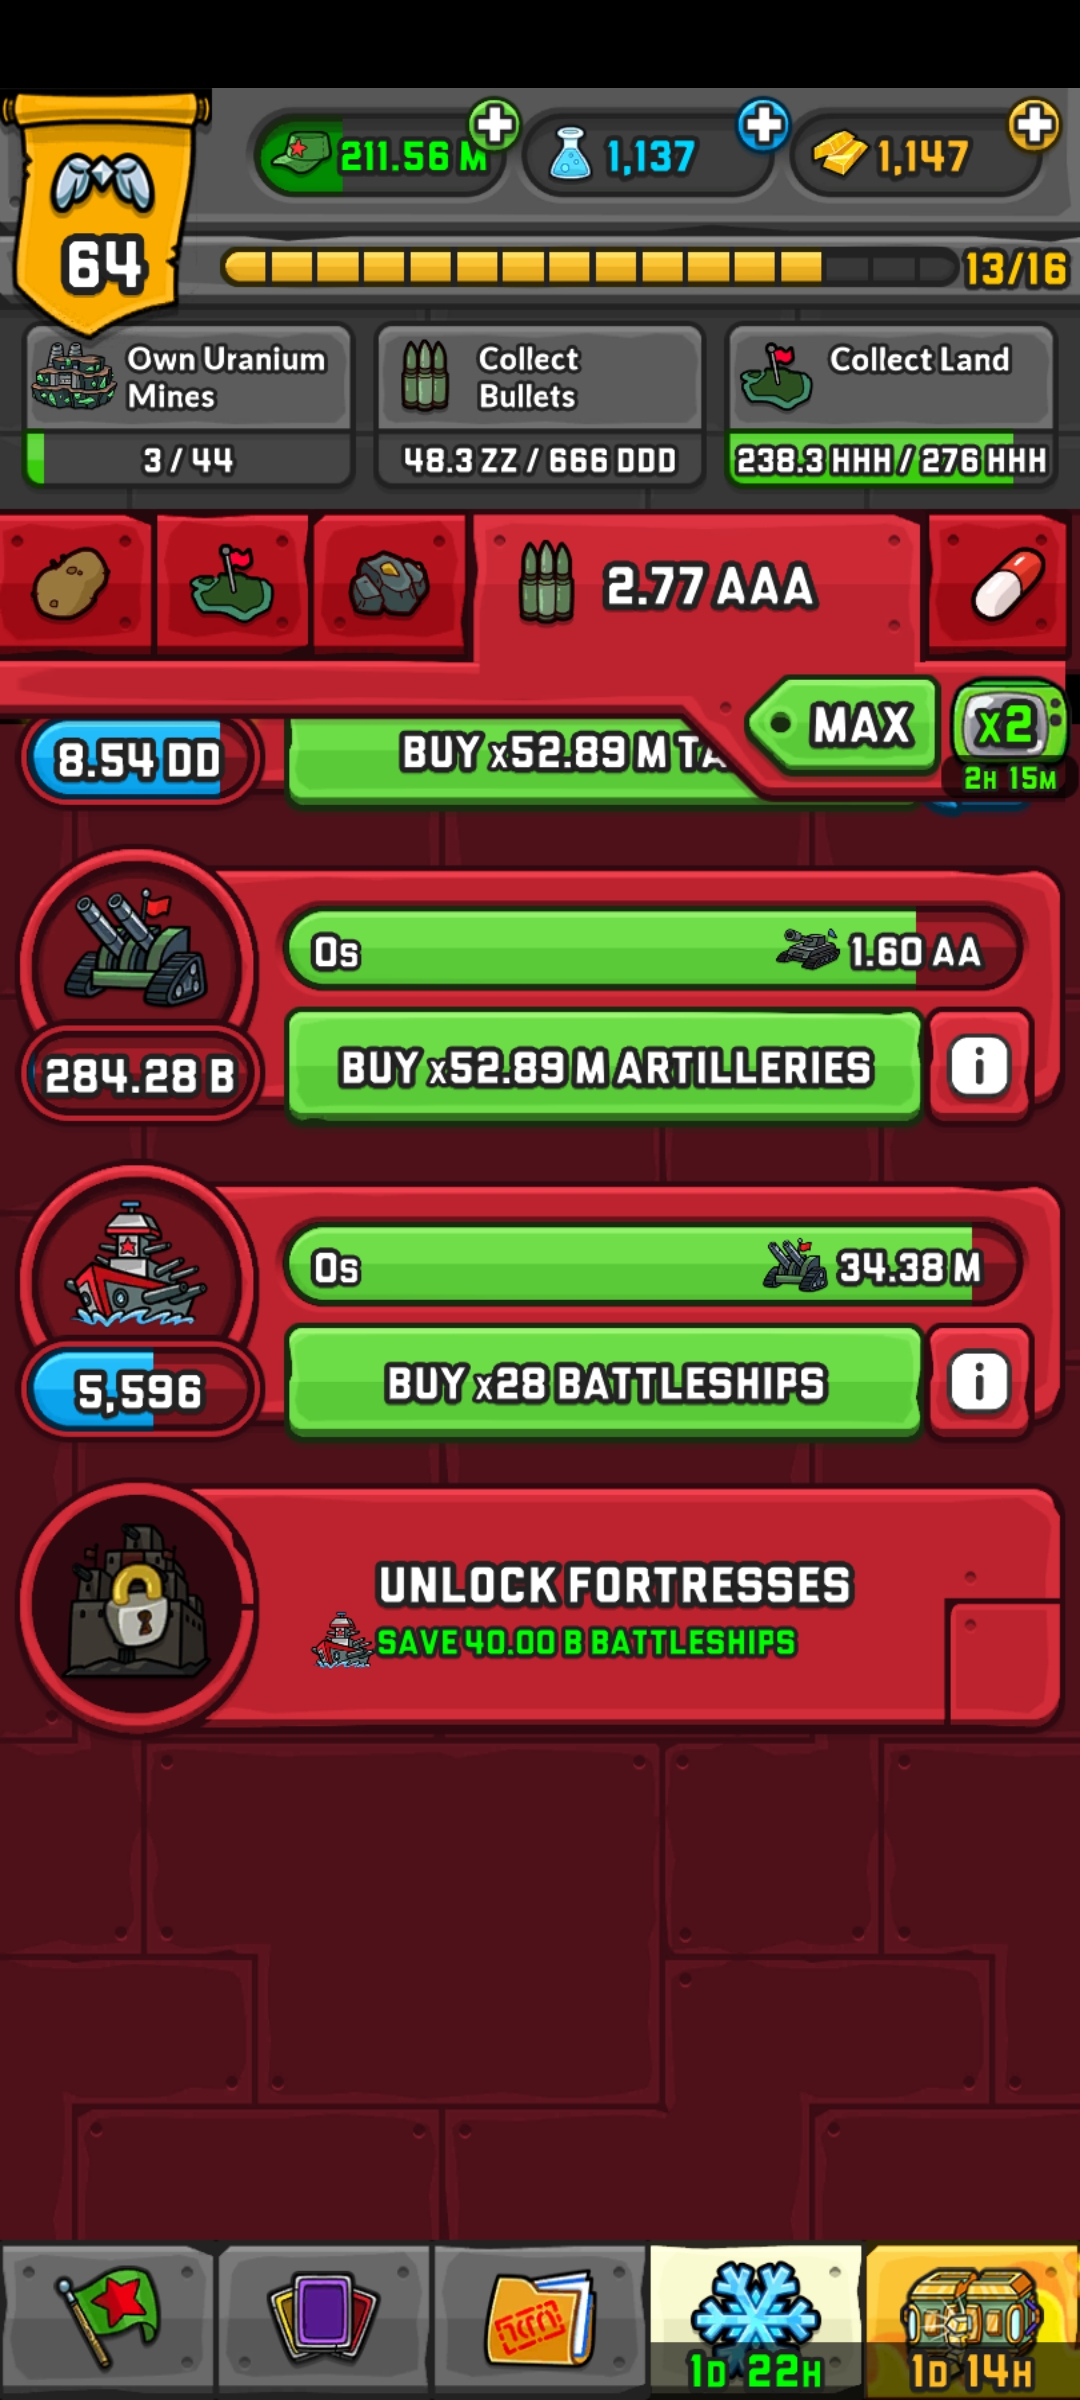 211.56 M
1,137
1,147
64
13/16
Own Uranium
Mines
3 / 44
Collect
Bullets
48.3 ZZ / 666 DDD
Collect Land
238.3 HHH / 276 HHH
2.77 AAA
MAX
x2
2H 15M
8.54 DD
BUY x52.89 M TA
0s
1.60 AA
284.28 B
BUY x52.89 M ARTILLERIES
i
0s
34.38 M
5,596
BUY x28 BATTLESHIPS
i
UNLOCK FORTRESSES
SAVE 40.00 B BATTLESHIPS
1D 22H
1D 14H